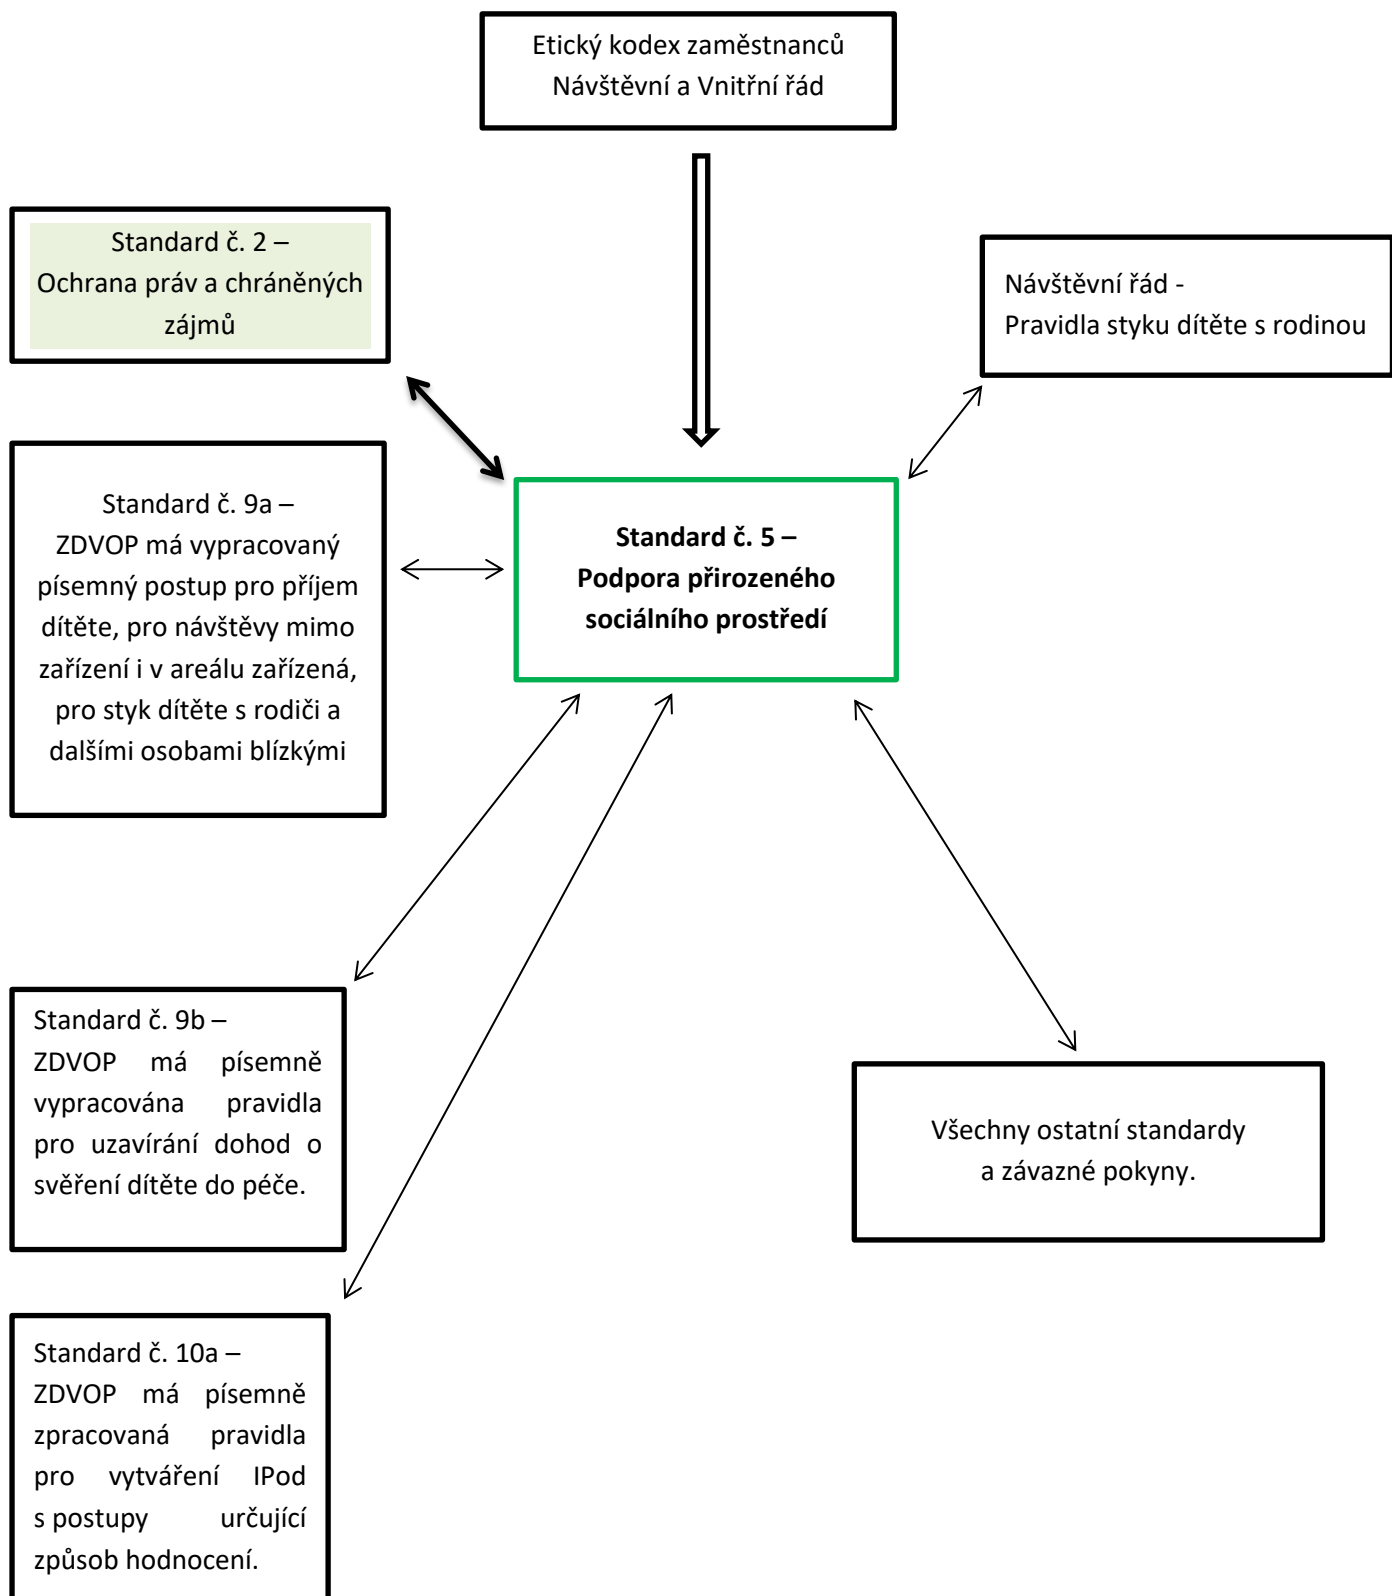 Etický kodex zaměstnanců
Návštěvní a Vnitřní řád
Standard č. 2 –
Ochrana práv a chráněných
zájmů
Návštěvní řád -
Pravidla styku dítěte s rodinou
Standard č. 9a –
ZDVOP má vypracovaný
písemný postup pro příjem
dítěte, pro návštěvy mimo
zařízení i v areálu zařízená,
pro styk dítěte s rodiči a
dalšími osobami blízkými
Standard č. 5 –
Podpora přirozeného
sociálního prostředí
Standard č. 9b –
ZDVOP má písemně
vypracována pravidla
pro uzavírání dohod o
svěření dítěte do péče.
Všechny ostatní standardy
a závazné pokyny.
Standard č. 10a –
ZDVOP má písemně
zpracovaná pravidla
pro vytváření IPod
s postupy určující
způsob hodnocení.